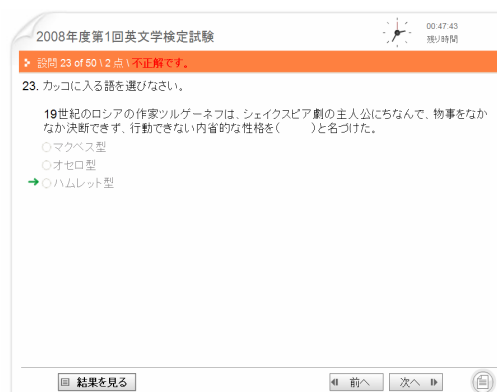 2008年度第1回英文学検定試験
00:47:43
残り時間
設問 23 of 50 \ 2 点 \ 不正解です。
23. カッコに入る語を選びなさい。
19世紀のロシアの作家ツルゲーネフは、シェイクスピア劇の主人公にちなんで、物事をなか
なか決断できず、行動できない内省的な性格を(　　　)と名づけた。
マクベス型
オセロ型
ハムレット型
結果を見る
前へ
次へ